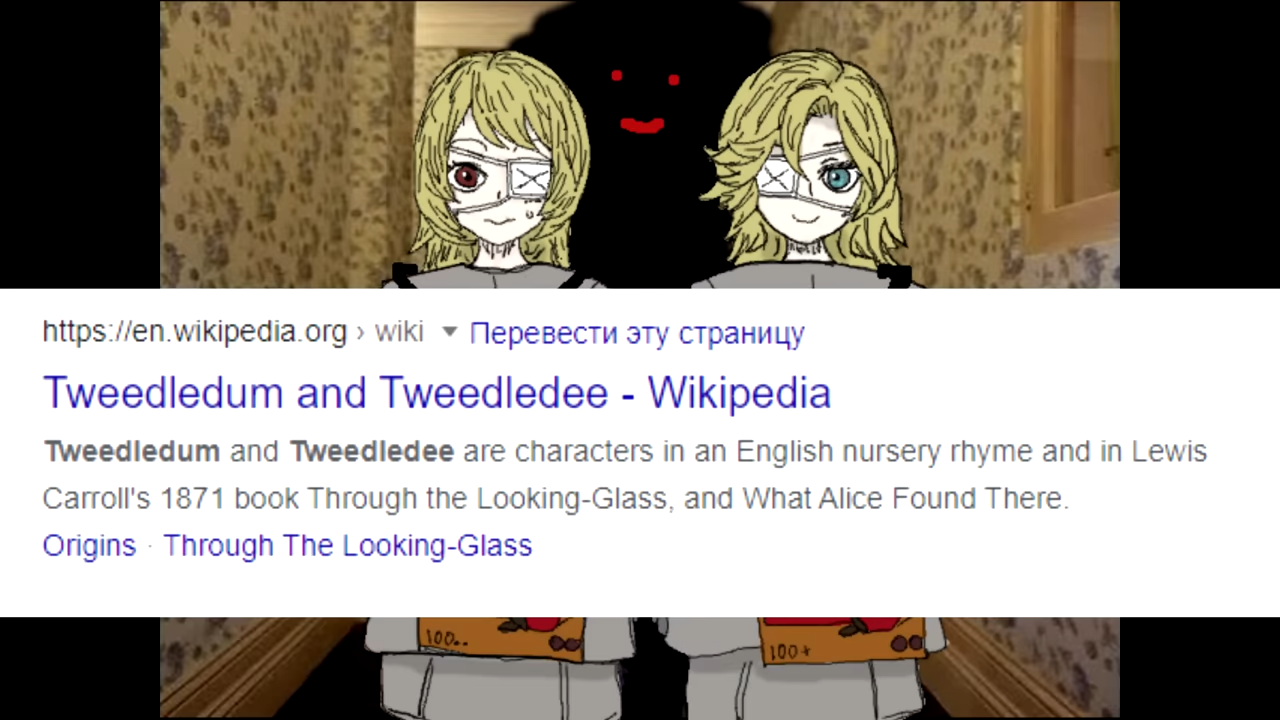 https://en.wikipedia.org › wiki ▼ Перевести эту страницу
Tweedledum and Tweedledee - Wikipedia
Tweedledum and Tweedledee are characters in an English nursery rhyme and in Lewis
Carroll's 1871 book Through the Looking-Glass, and What Alice Found There.
Origins · Through The Looking-Glass
100..
100+